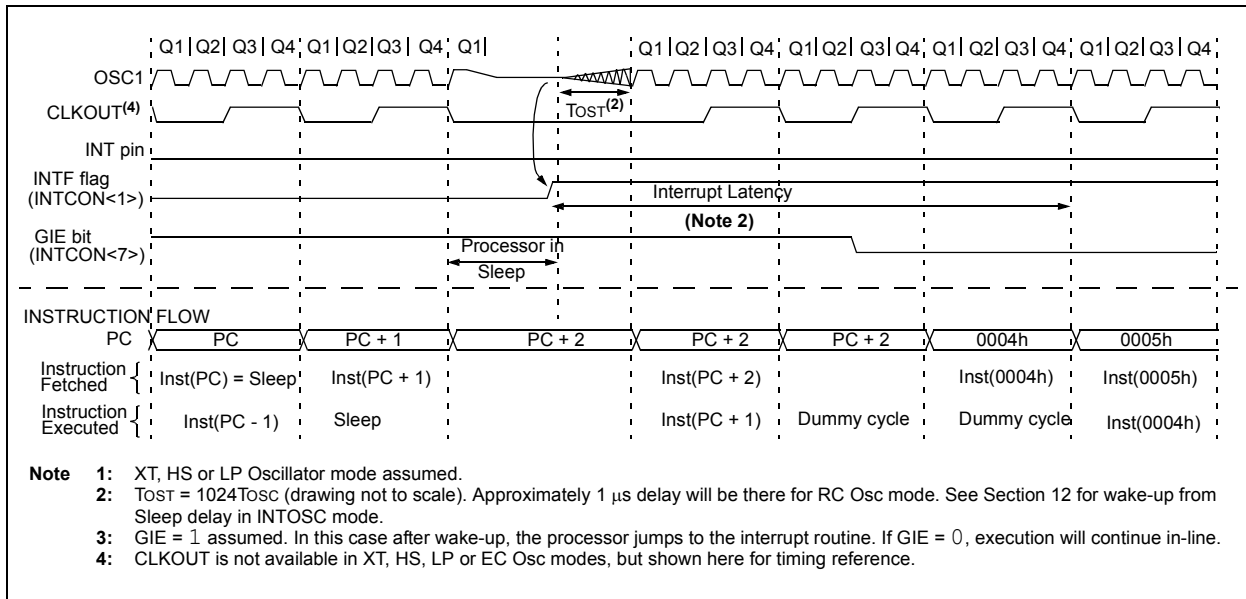 Q1 Q2 Q3 Q4 Q1 Q2 Q3 Q4 Q1 Q1 Q2 Q3 Q4 Q1 Q2 Q3 Q4 Q1 Q2 Q3 Q4 Q1 Q2 Q3 Q4
OSC1
TOST(2)
CLKOUT(4)
INT pin
INTF flag
(INTCON<1>)
Interrupt Latency
(Note 2)
GIE bit
(INTCON<7>)
Processor in
Sleep
INSTRUCTION FLOW
PC PC PC + 1 PC + 2 PC + 2 PC + 2 0004h 0005h
Instruction
Fetched { Inst(PC) = Sleep Inst(PC + 1) Inst(PC + 2) Inst(0004h) Inst(0005h)
Instruction
Executed { Inst(PC - 1) Sleep Inst(PC + 1) Dummy cycle Dummy cycle Inst(0004h)
Note 1: XT, HS or LP Oscillator mode assumed.
2: TOST = 1024TOSC (drawing not to scale). Approximately 1 μs delay will be there for RC Osc mode. See Section 12 for wake-up from
Sleep delay in INTOSC mode.
3: GIE = 1 assumed. In this case after wake-up, the processor jumps to the interrupt routine. If GIE = 0, execution will continue in-line.
4: CLKOUT is not available in XT, HS, LP or EC Osc modes, but shown here for timing reference.